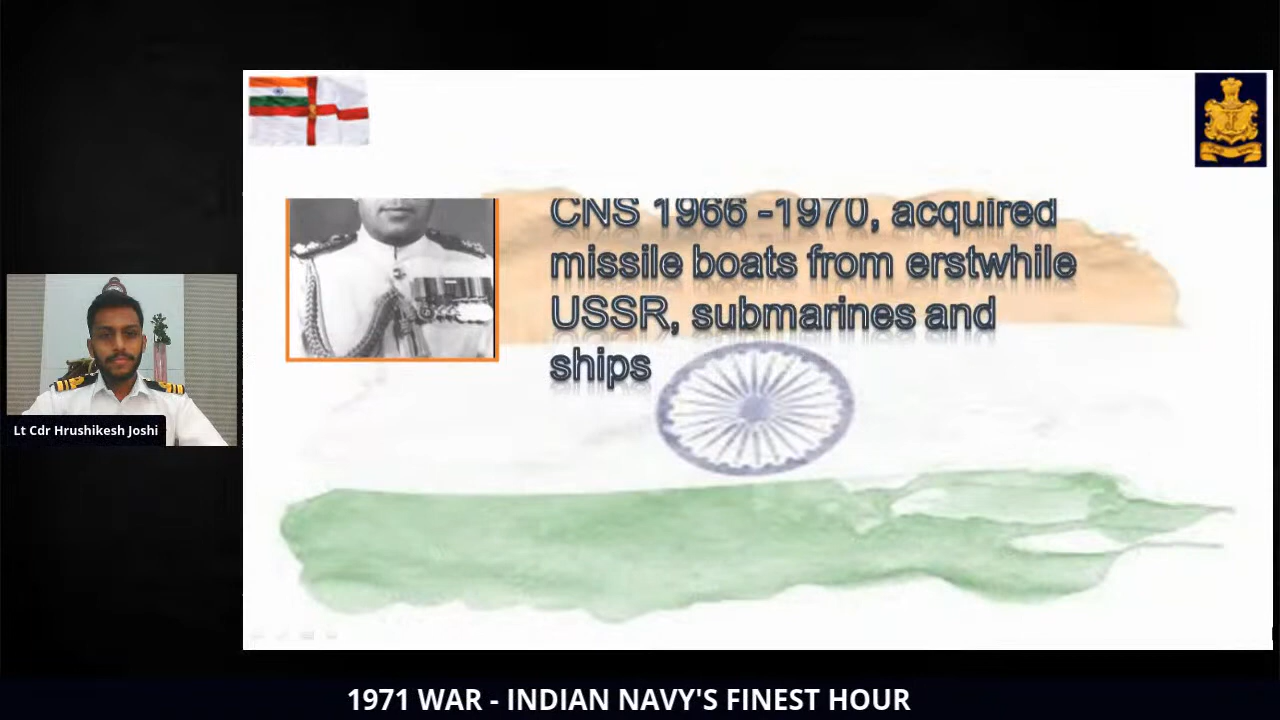 CNS 1966 -1970, acquired
missile boats from erstwhile
USSR, submarines and
ships
Lt Cdr Hrushikesh Joshi
1971 WAR - INDIAN NAVY'S FINEST HOUR